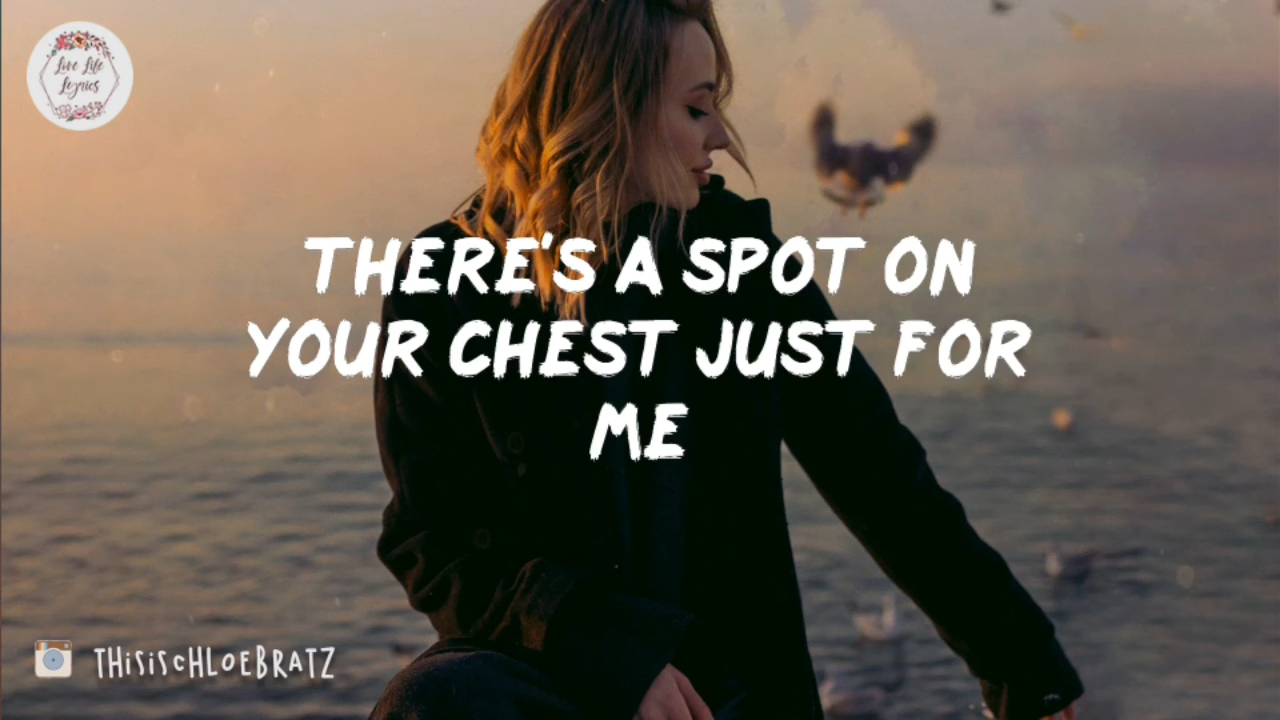 Live Life
Lyrics
THERE'S A SPOT ON
YOUR CHEST JUST FOR
ME
THISISCHLOEBRATZ